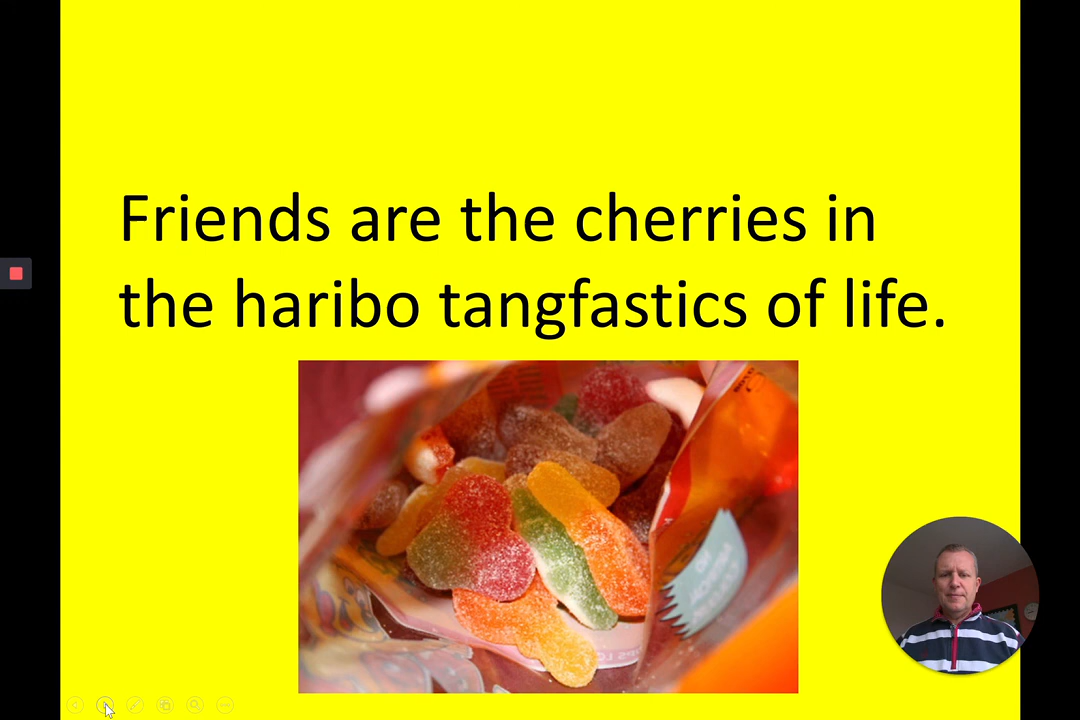 Friends are the cherries in
the haribo tangfastics of life.